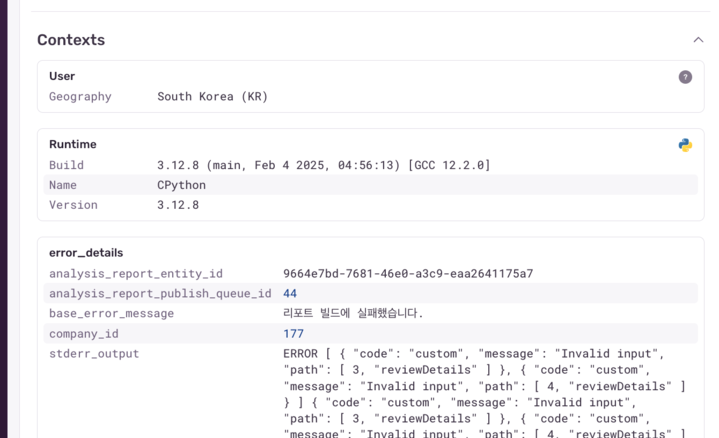 Contexts
User
?
Geography South Korea (KR)
Runtime
Build 3.12.8 (main, Feb 4 2025, 04:56:13) [GCC 12.2.0]
Name CPython
Version 3.12.8
error_details
analysis_report_entity_id 9664e7bd-7681-46e0-a3c9-eaa2641175a7
analysis_report_publish_queue_id 44
base_error_message 리포트 빌드에 실패했습니다.
company_id 177
stderr_output ERROR [ { "code": "custom", "message": "Invalid input",
"path": [ 3, "reviewDetails" ] }, { "code": "custom",
"message": "Invalid input", "path": [ 4, "reviewDetails" ]
} ] { "code": "custom", "message": "Invalid input",
"path": [ 3, "reviewDetails" ] }, { "code": "custom",
"message": "Invalid input", "path": [ 4, "reviewDetails" ]